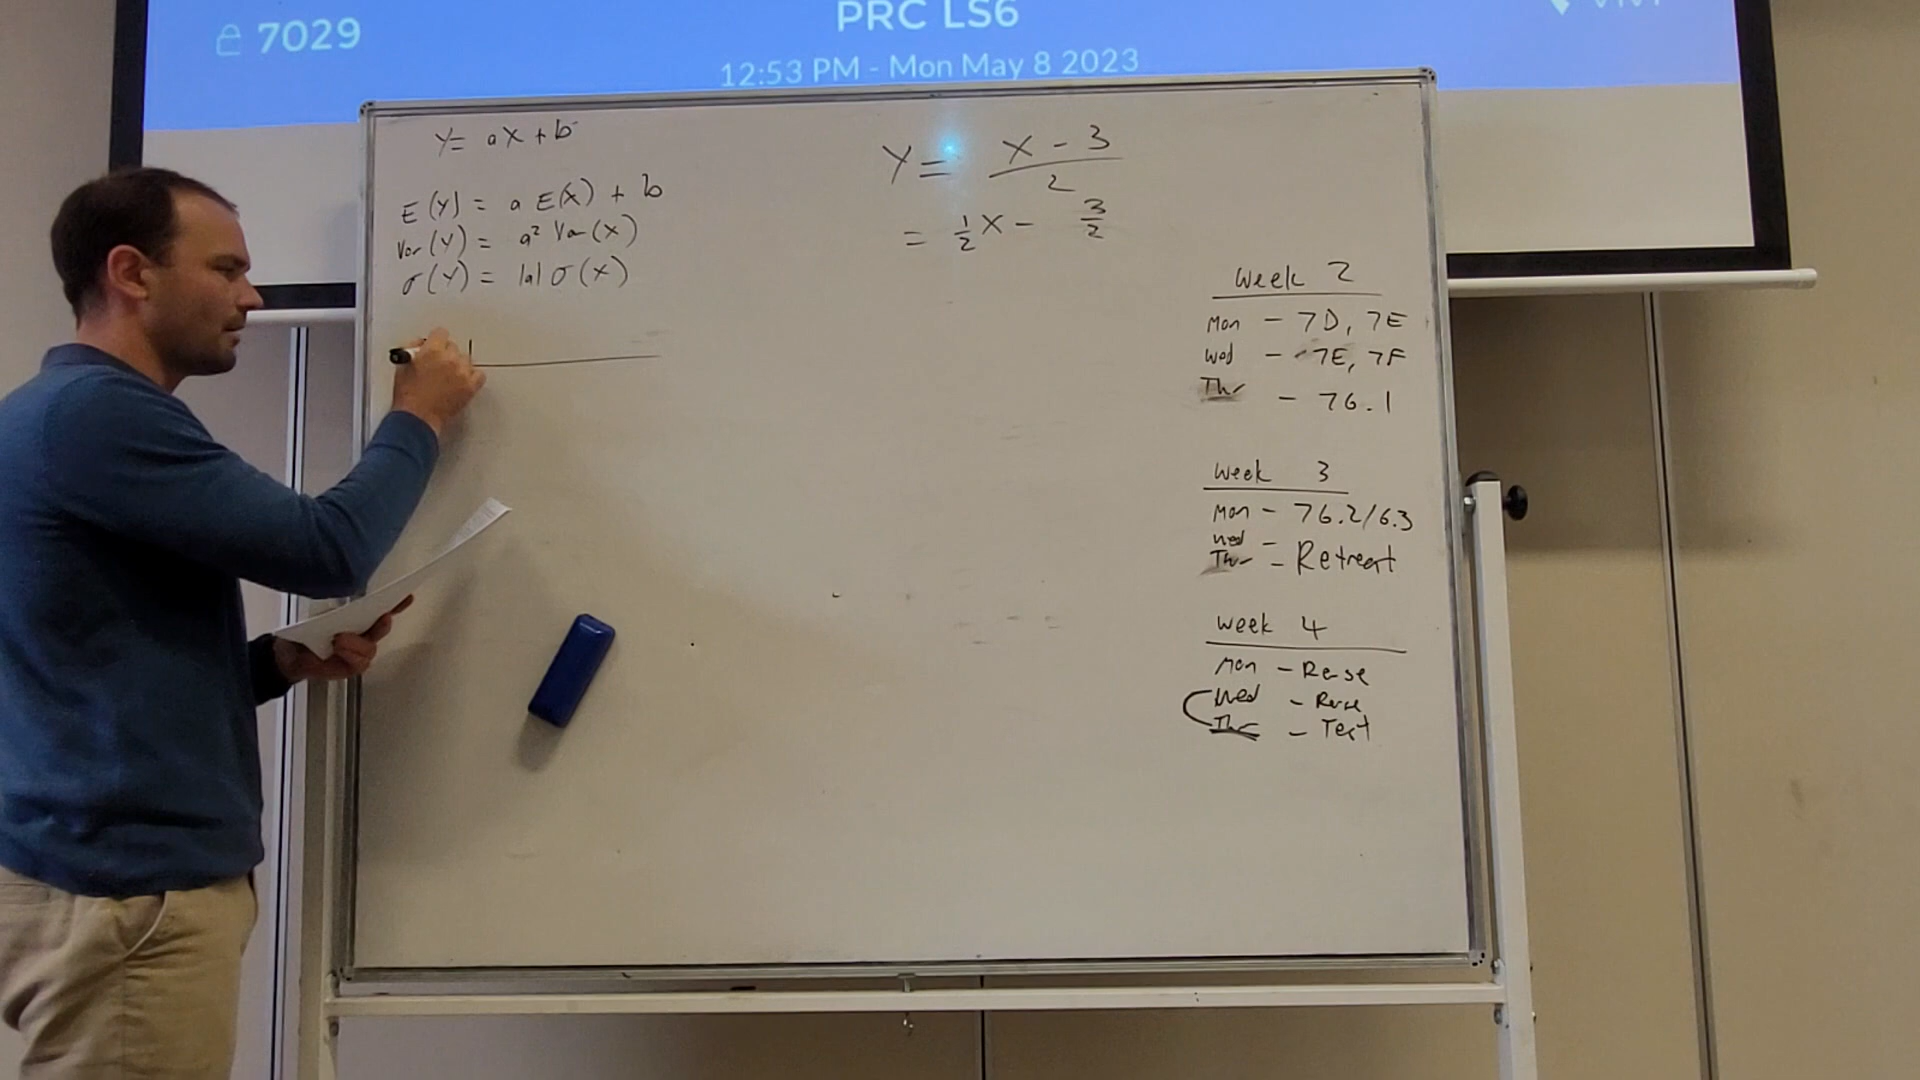 7029
PRC LS6
12:53 PM - Mon May 8 2023
Y = aX + b
E(Y) = a E(X) + b
Var(Y) = a² Var(X)
σ(Y) = |a| σ(X)
Y = X - 3 / 2
= 1/2 X - 3/2
Week 2
Mon - 7D, 7E
Wed - 7E, 7F
Thr - 7G.1
Week 3
Mon - 7G.2/G.3
Wed -
Thr - Retreat
Week 4
Mon - Revise
Wed - Revise
Thr - Test